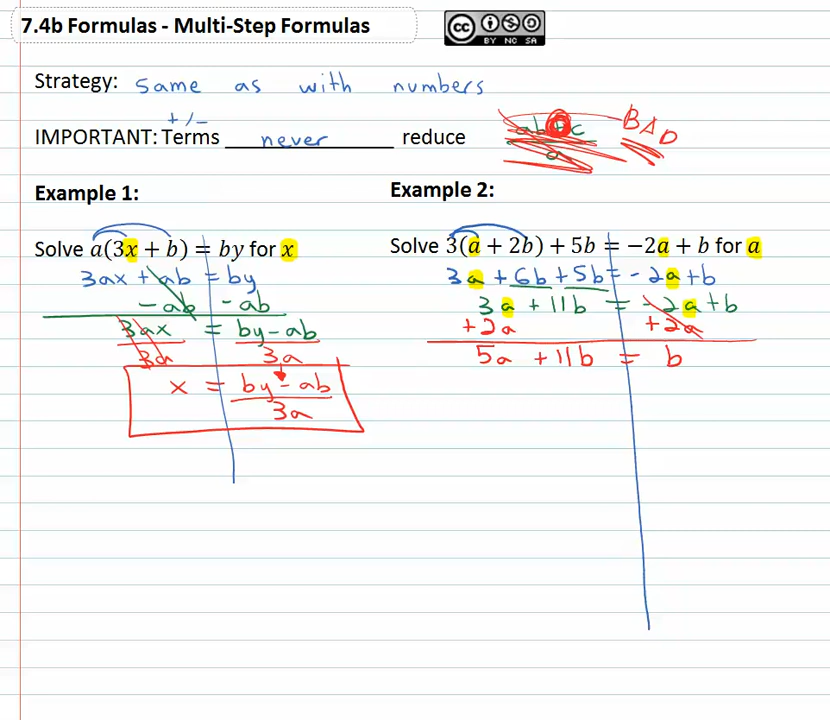 7.4b Formulas - Multi-Step Formulas
cc BY NC SA
Strategy: same as with numbers
+/-
IMPORTANT: Terms never reduce
ab+c
a
BAD
Example 1:
Solve a(3x + b) = by for x
3ax + ab = by
- ab - ab
3ax = by - ab
3a 3a
x = by - ab
3a
Example 2:
Solve 3(a + 2b) + 5b = −2a + b for a
3a + 6b + 5b = - 2a + b
3a + 11b = - 2a + b
+2a +2a
5a + 11b = b